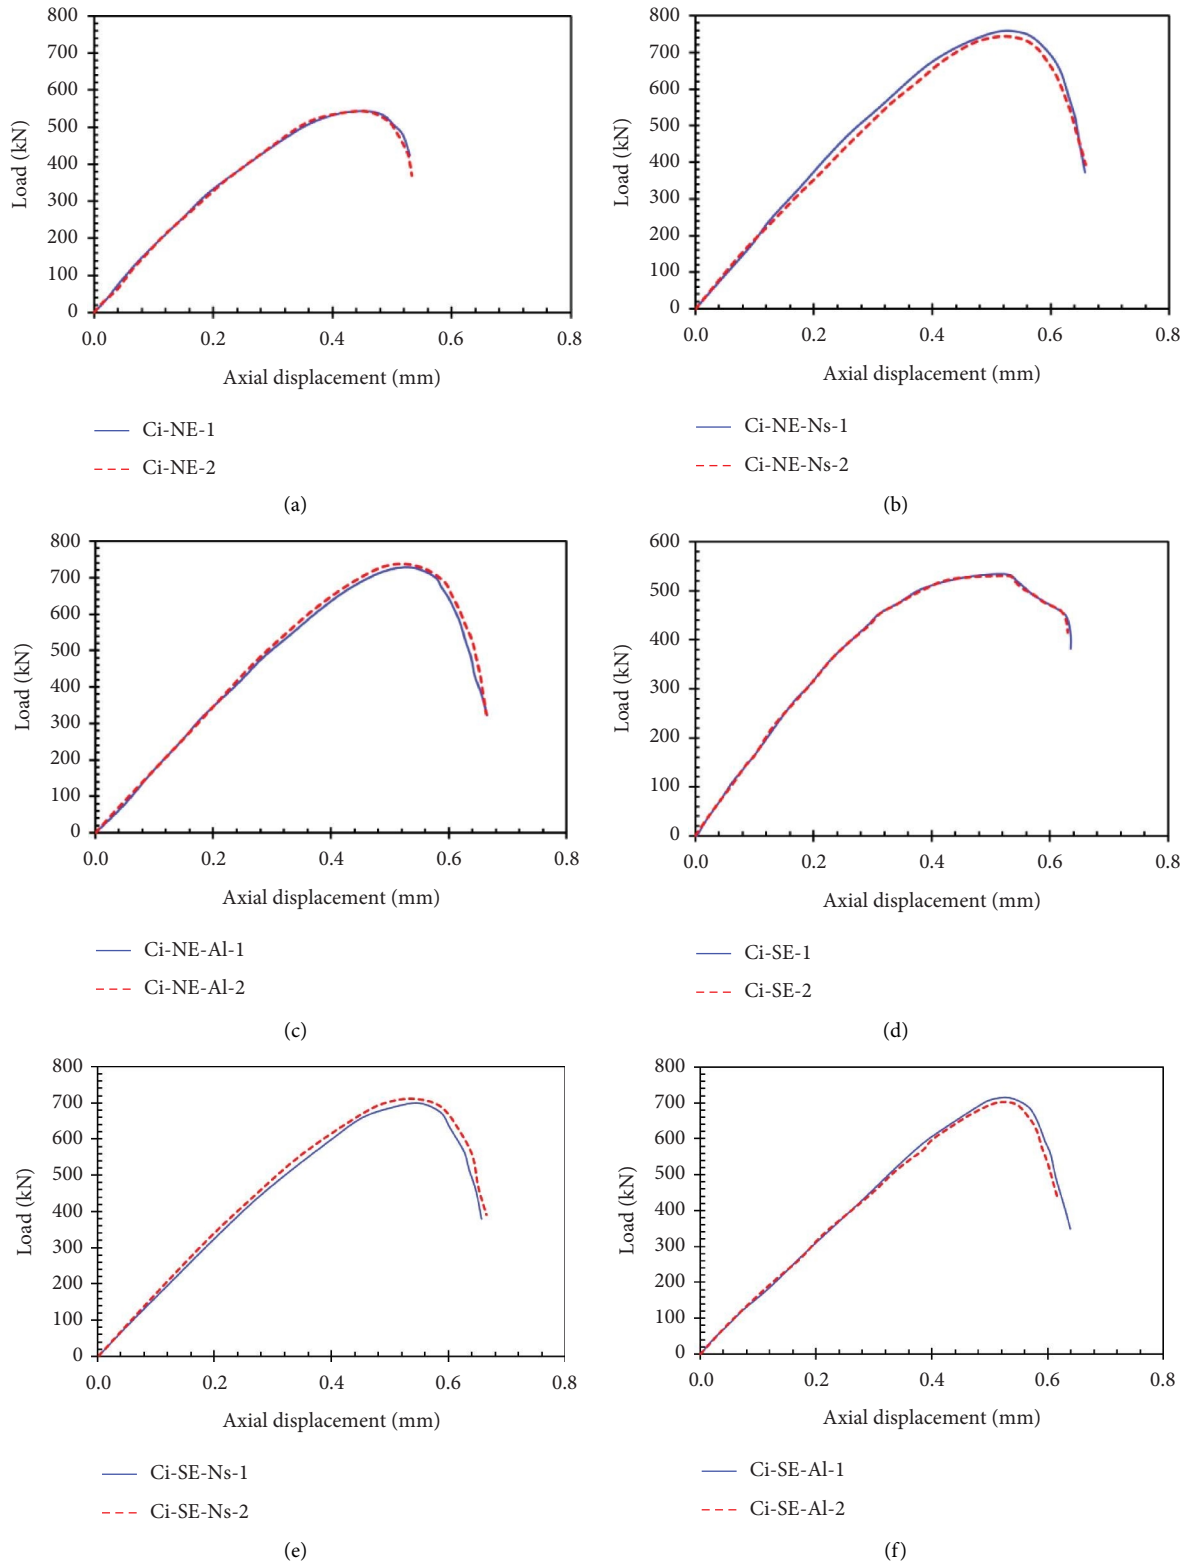 800
700
600
500
400
300
200
100
0
Load (kN)
0.0 0.2 0.4 0.6 0.8
Axial displacement (mm)
Ci-NE-1
Ci-NE-2
(a)
800
700
600
500
400
300
200
100
0
Load (kN)
0.0 0.2 0.4 0.6 0.8
Axial displacement (mm)
Ci-NE-Ns-1
Ci-NE-Ns-2
(b)
800
700
600
500
400
300
200
100
0
Load (kN)
0.0 0.2 0.4 0.6 0.8
Axial displacement (mm)
Ci-NE-Al-1
Ci-NE-Al-2
(c)
600
500
400
300
200
100
0
Load (kN)
0.0 0.2 0.4 0.6 0.8
Axial displacement (mm)
Ci-SE-1
Ci-SE-2
(d)
800
700
600
500
400
300
200
100
0
Load (kN)
0.0 0.2 0.4 0.6 0.8
Axial displacement (mm)
Ci-SE-Ns-1
Ci-SE-Ns-2
(e)
800
700
600
500
400
300
200
100
0
Load (kN)
0.0 0.2 0.4 0.6 0.8
Axial displacement (mm)
Ci-SE-Al-1
Ci-SE-Al-2
(f)